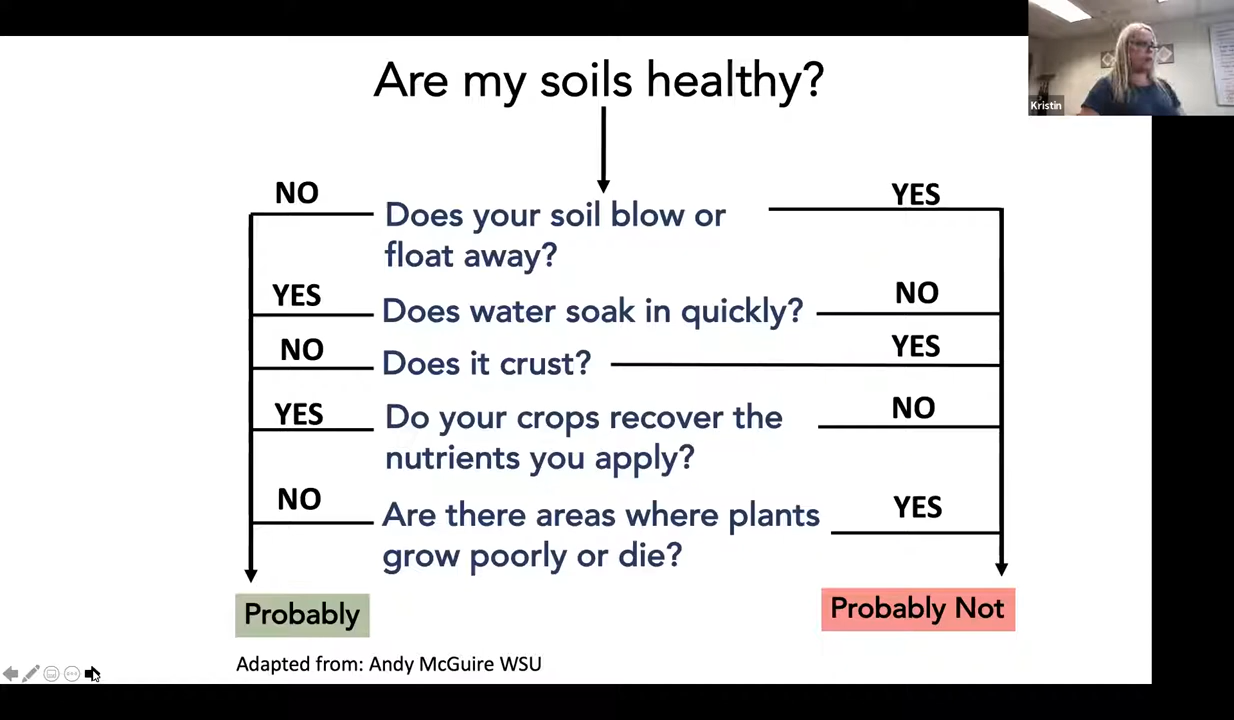 Are my soils healthy?
Kristin
NO
YES
Does your soil blow or
float away?
YES
Does water soak in quickly?
NO
NO
Does it crust?
YES
YES
Do your crops recover the
nutrients you apply?
NO
NO
Are there areas where plants
grow poorly or die?
YES
Probably
Probably Not
Adapted from: Andy McGuire WSU